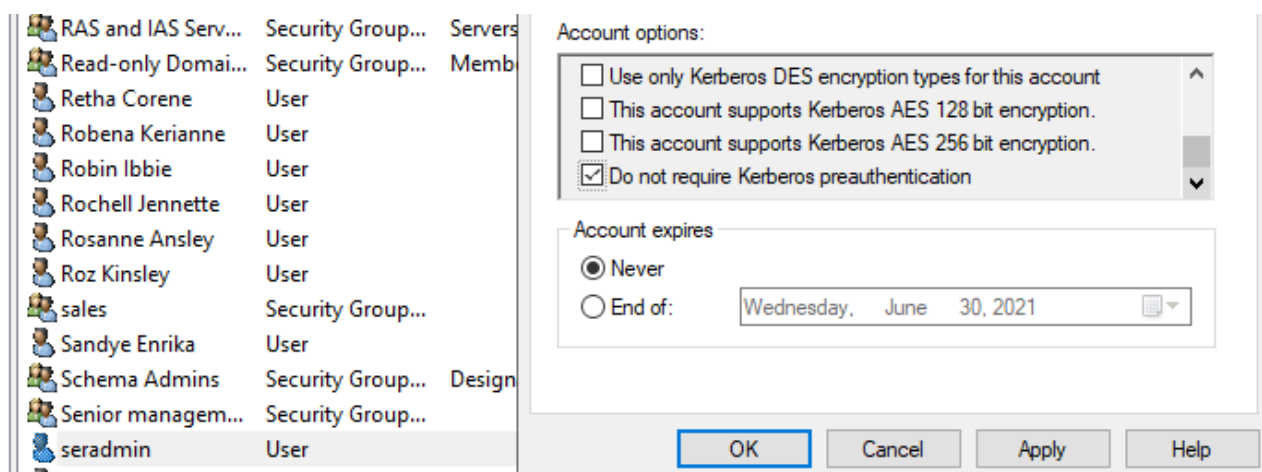 RAS and IAS Serv... Security Group... Servers
Read-only Domai... Security Group... Memb
Retha Corene User
Robena Kerianne User
Robin Ibbie User
Rochell Jennette User
Rosanne Ansley User
Roz Kinsley User
sales Security Group...
Sandye Enrika User
Schema Admins Security Group... Design
Senior managem... Security Group...
seradmin User
Account options:
Use only Kerberos DES encryption types for this account
This account supports Kerberos AES 128 bit encryption.
This account supports Kerberos AES 256 bit encryption.
Do not require Kerberos preauthentication
Account expires
Never
End of: Wednesday, June 30, 2021
OK Cancel Apply Help